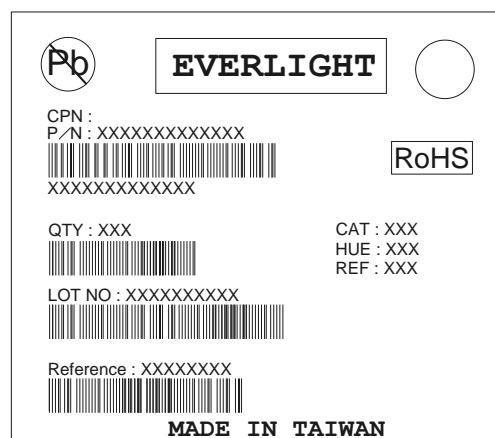 Pb
EVERLIGHT
CPN :
P/N : XXXXXXXXXXXXX
RoHS
XXXXXXXXXXXXX
QTY : XXX
CAT : XXX
HUE : XXX
REF : XXX
LOT NO : XXXXXXXXXX
Reference : XXXXXXXX
MADE IN TAIWAN